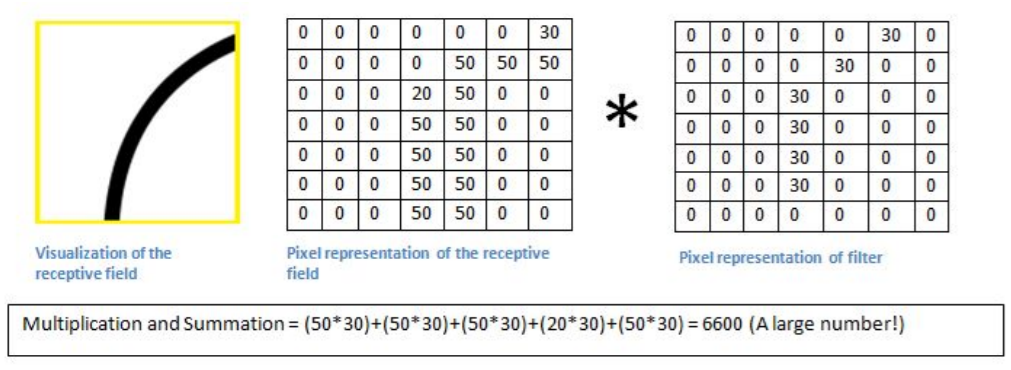 0 0 0 0 0 0 30
0 0 0 0 50 50 50
0 0 0 20 50 0 0
0 0 0 50 50 0 0
0 0 0 50 50 0 0
0 0 0 50 50 0 0
0 0 0 50 50 0 0
*
0 0 0 0 0 30 0
0 0 0 0 30 0 0
0 0 0 30 0 0 0
0 0 0 30 0 0 0
0 0 0 30 0 0 0
0 0 0 30 0 0 0
0 0 0 0 0 0 0
Visualization of the
receptive field
Pixel representation of the receptive
field
Pixel representation of filter
Multiplication and Summation = (50*30)+(50*30)+(50*30)+(20*30)+(50*30) = 6600 (A large number!)